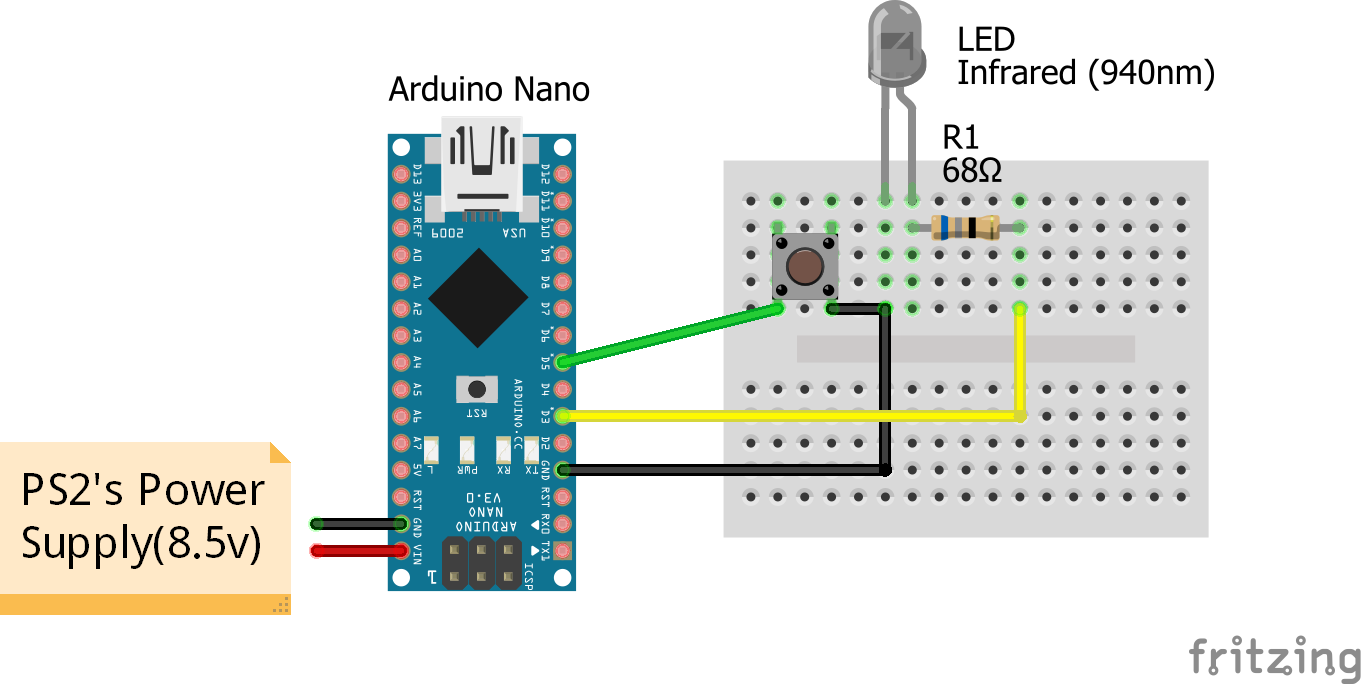 LED
Infrared (940nm)
Arduino Nano
R1
68Ω
D13
3V3
REF
A0
A1
A2
A3
A4
A5
A6
A7
5V
RST
GND
VIN
D12
D11
D10
D9
D8
D7
D6
D5
D4
D3
D2
GND
RST
RX0
TX1
USA
2009
RST
ARDUINO.CC
TX
RX
PWR
L
ARDUINO
NANO
V3.0
ICSP
1
PS2's Power
Supply(8.5v)
fritzing